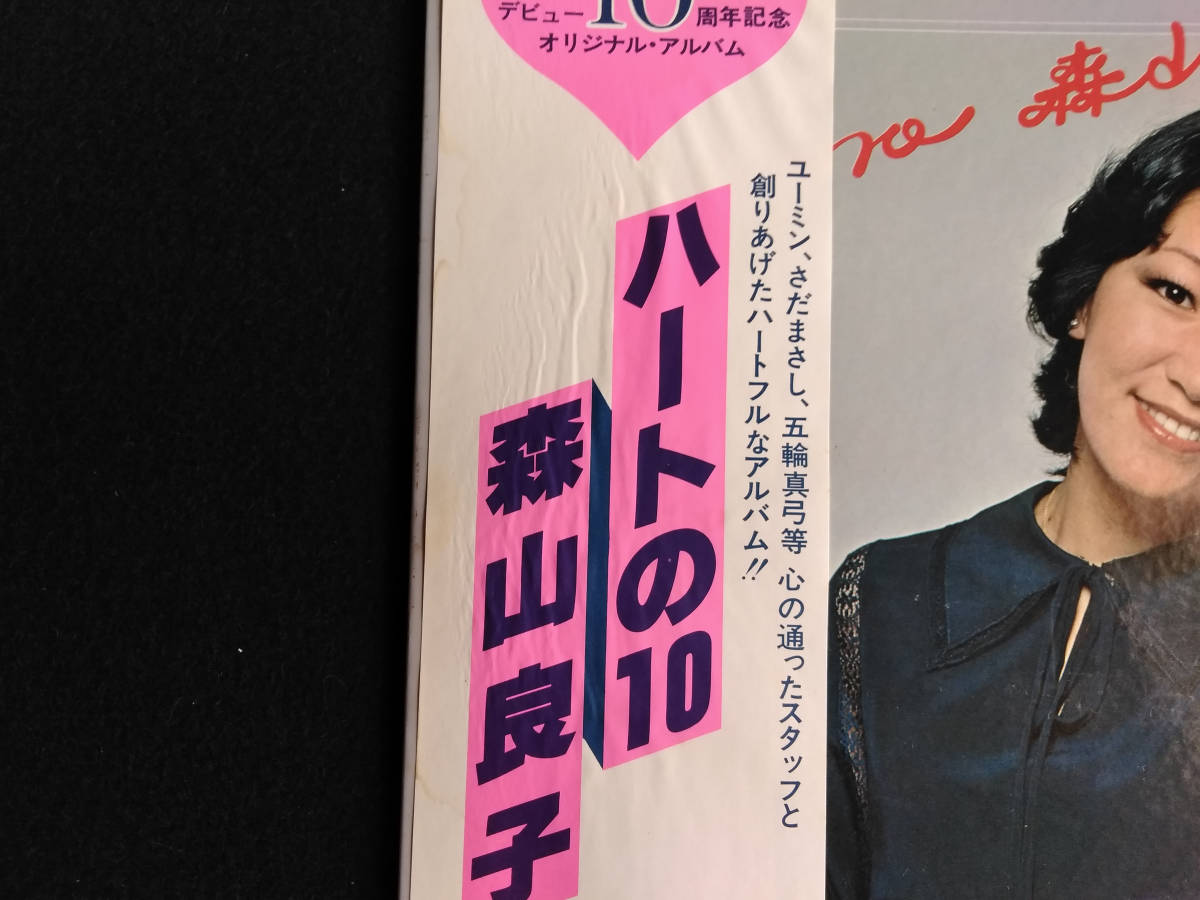 デビュー10周年記念
オリジナル・アルバム
ユーミン、さだまさし、五輪真弓等 心の通ったスタッフと
創りあげたハートフルなアルバム!!
ハートの10
森山良子
10 森山